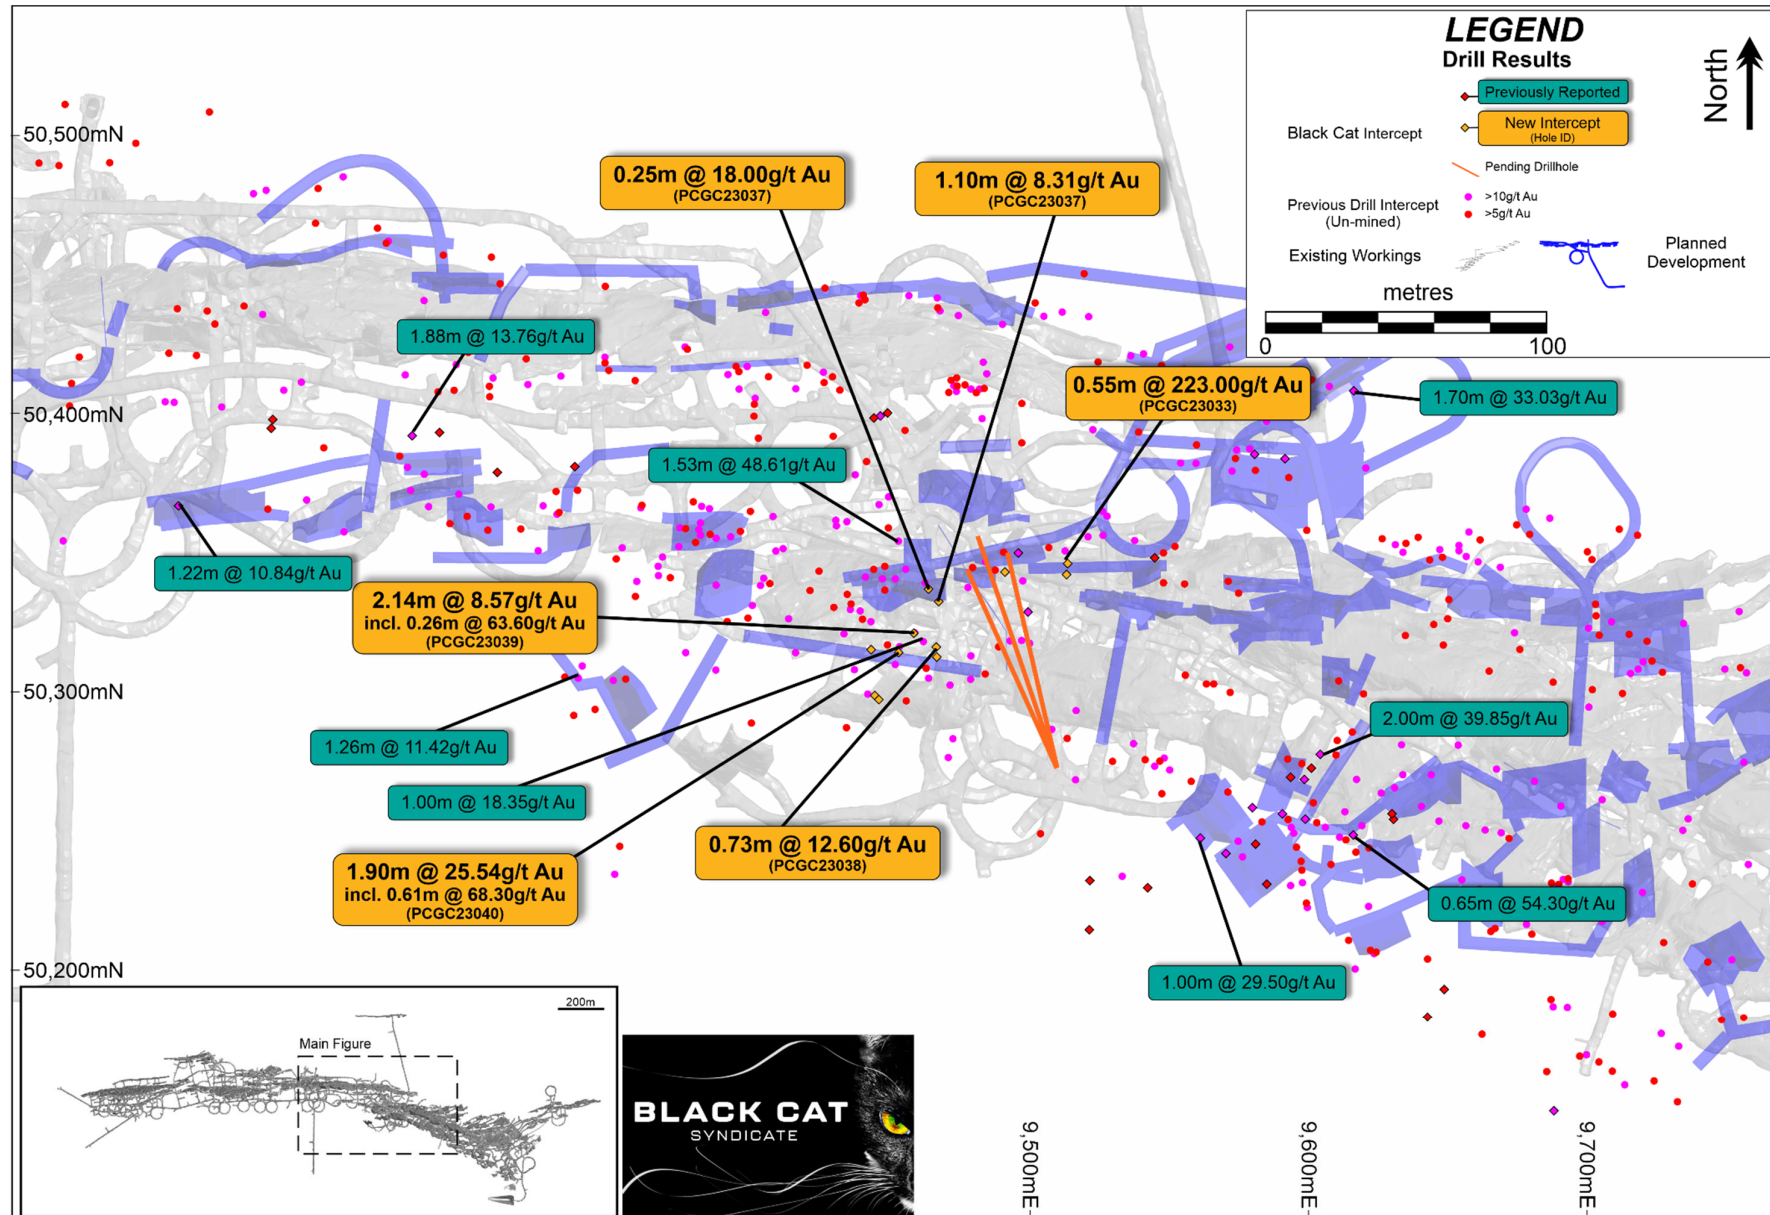 LEGEND
Drill Results
North
Previously Reported
Black Cat Intercept
New Intercept
(Hole ID)
Pending Drillhole
Previous Drill Intercept
(Un-mined)
>10g/t Au
>5g/t Au
Existing Workings
Planned
Development
metres
0
100
50,500mN
50,400mN
50,300mN
50,200mN
0.25m @ 18.00g/t Au
(PCGC23037)
1.10m @ 8.31g/t Au
(PCGC23037)
1.88m @ 13.76g/t Au
0.55m @ 223.00g/t Au
(PCGC23033)
1.70m @ 33.03g/t Au
1.53m @ 48.61g/t Au
1.22m @ 10.84g/t Au
2.14m @ 8.57g/t Au
incl. 0.26m @ 63.60g/t Au
(PCGC23039)
1.26m @ 11.42g/t Au
2.00m @ 39.85g/t Au
1.00m @ 18.35g/t Au
1.90m @ 25.54g/t Au
incl. 0.61m @ 68.30g/t Au
(PCGC23040)
0.73m @ 12.60g/t Au
(PCGC23038)
0.65m @ 54.30g/t Au
1.00m @ 29.50g/t Au
200m
Main Figure
BLACK CAT
SYNDICATE
9,500mE
9,600mE
9,700mE